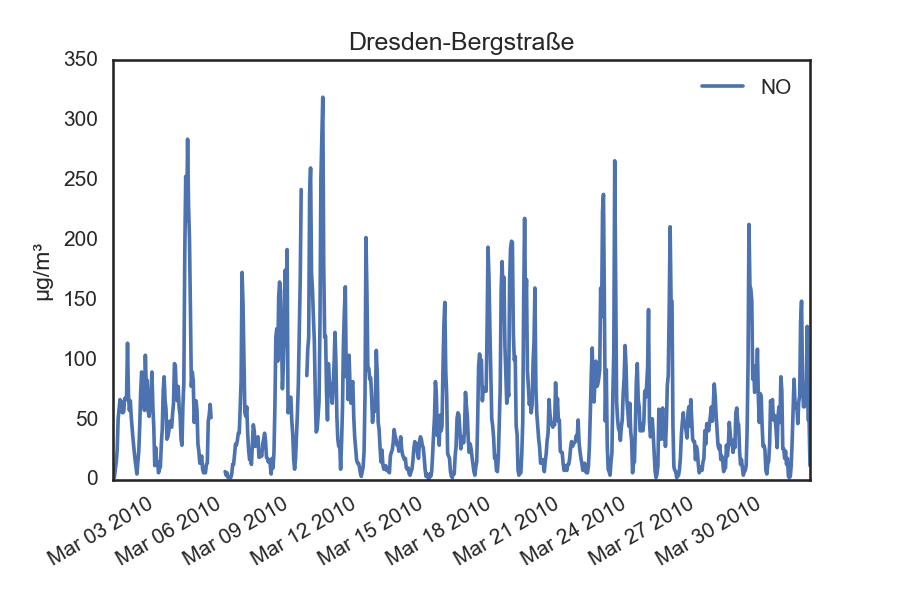 Dresden-Bergstraße
µg/m³
350
300
250
200
150
100
50
0
NO
Mar 03 2010
Mar 06 2010
Mar 09 2010
Mar 12 2010
Mar 15 2010
Mar 18 2010
Mar 21 2010
Mar 24 2010
Mar 27 2010
Mar 30 2010